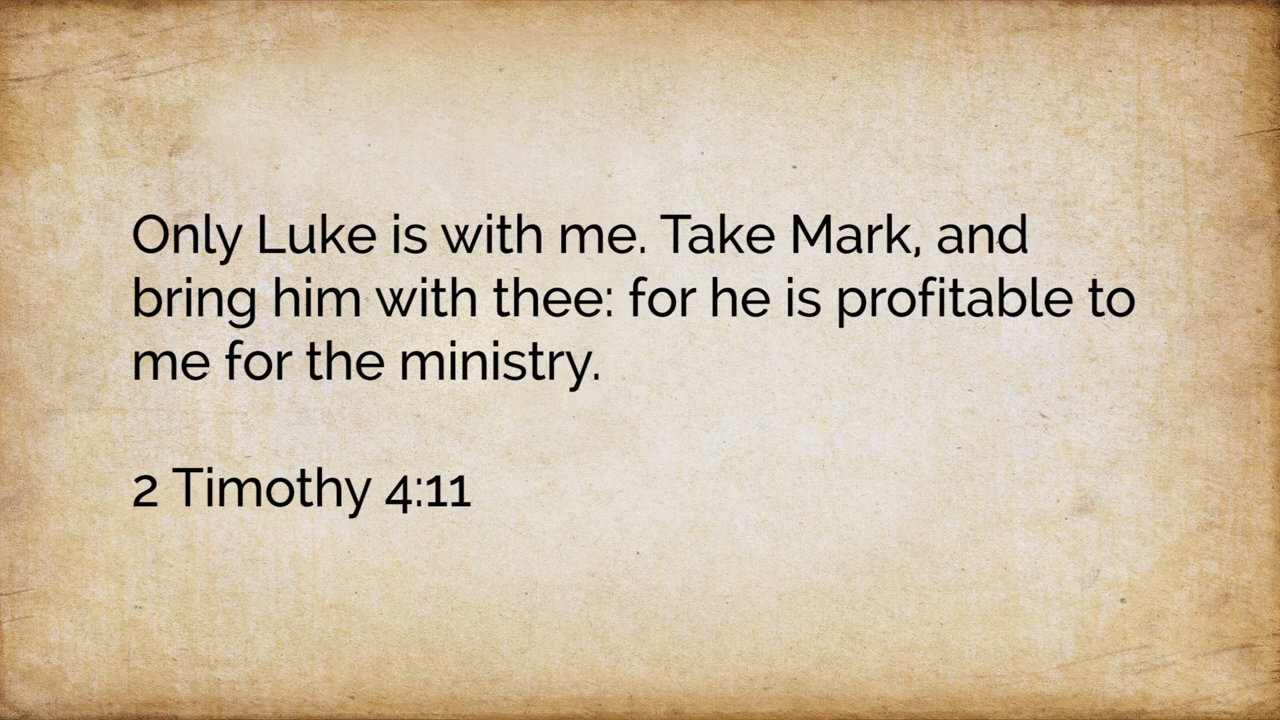 Only Luke is with me. Take Mark, and
bring him with thee: for he is profitable to
me for the ministry.
2 Timothy 4:11